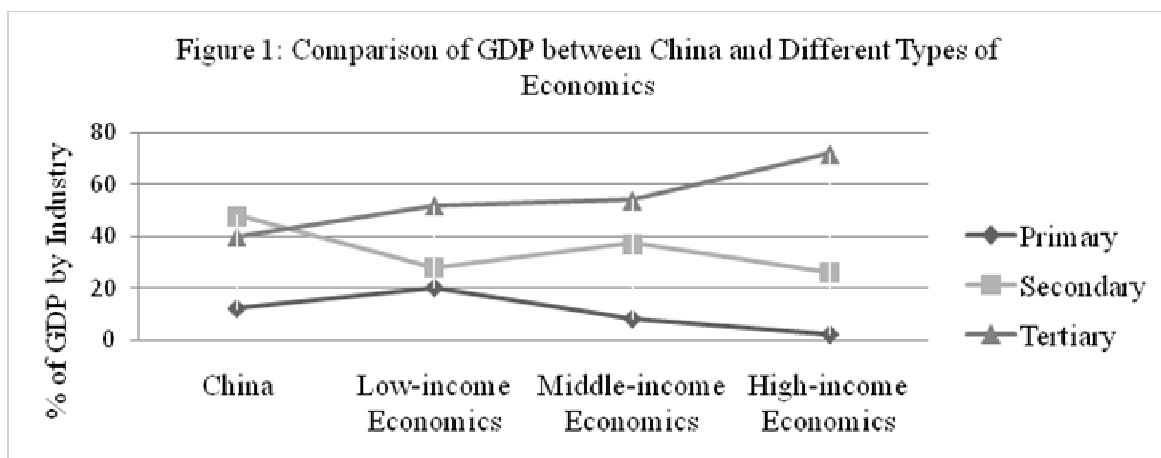 Figure 1: Comparison of GDP between China and Different Types of
Economics
% of GDP by Industry
80
60
40
20
0
China
Low-income
Economics
Middle-income
Economics
High-income
Economics
Primary
Secondary
Tertiary